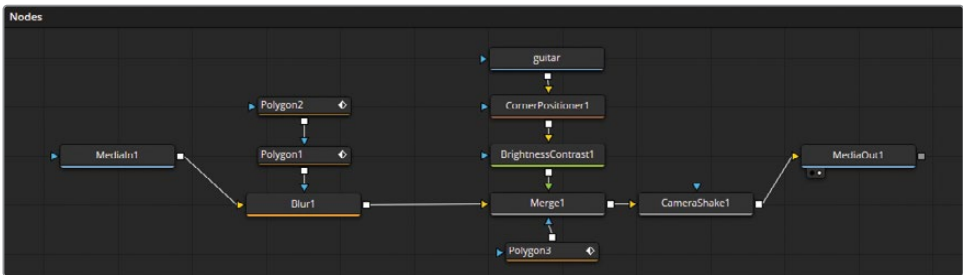 Nodes
guitar
Polygon2
CornerPositioner1
MediaIn1
Polygon1
BrightnessContrast1
MediaOut1
Blur1
Merge1
CameraShake1
Polygon3